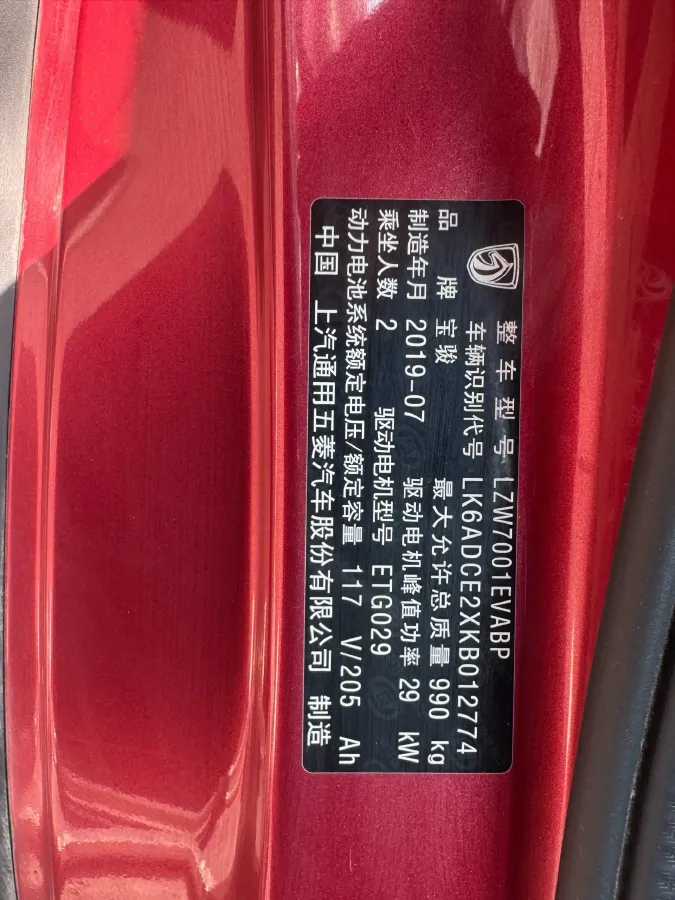 整车型号 LZW7001EVABP
车辆识别代号 LK6ADCE2XKB012774
品牌 宝骏 最大允许总质量 990 kg
制造年月 2019-07 驱动电机峰值功率 29 kW
乘坐人数 2 驱动电机型号 ETG029
动力电池系统额定电压/额定容量 117 V/205 Ah
中国 上汽通用五菱汽车股份有限公司 制造